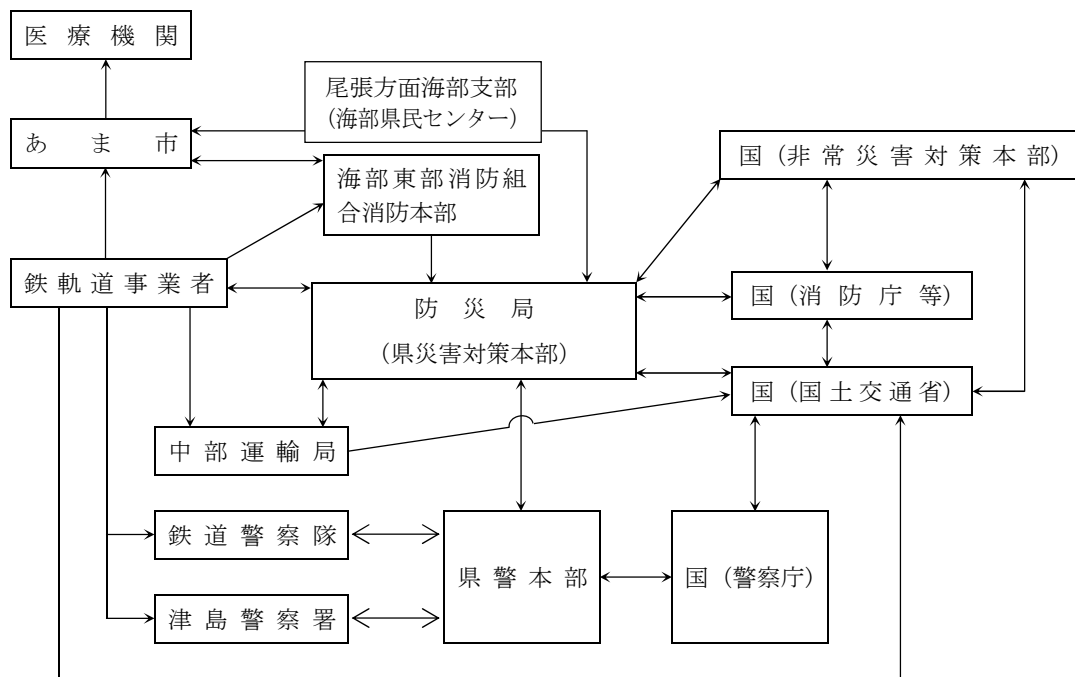 医療機関
尾張方面海部支部
（海部県民センター）
あま市
国（非常災害対策本部）
海部東部消防組
合消防本部
鉄軌道事業者
国（消防庁等）
防災局
（県災害対策本部）
国（国土交通省）
中部運輸局
鉄道警察隊
県警本部
国（警察庁）
津島警察署